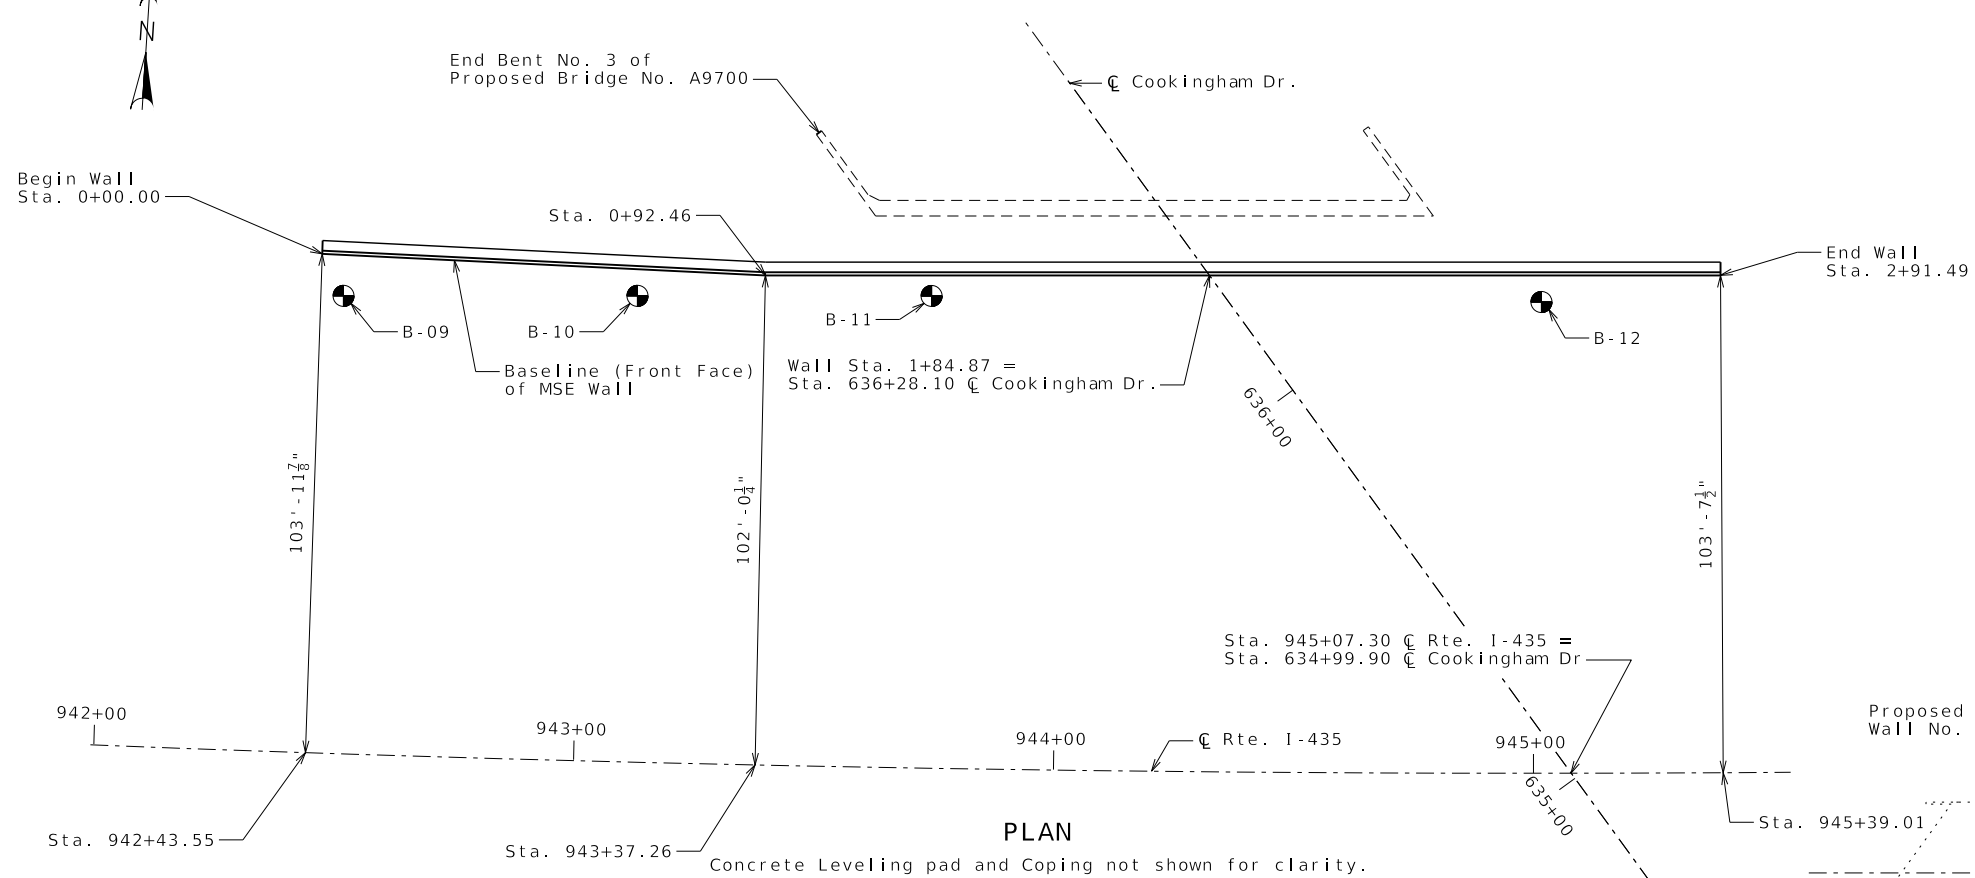 N
End Bent No. 3 of
Proposed Bridge No. A9700
℄ Cookingham Dr.
Begin Wall
Sta. 0+00.00
Sta. 0+92.46
End Wall
Sta. 2+91.49
B-09
B-10
B-11
B-12
Baseline (Front Face)
of MSE Wall
Wall Sta. 1+84.87 =
Sta. 636+28.10 ℄ Cookingham Dr.
636+00
103'-11⅞"
102'-0¼"
103'-7½"
Sta. 945+07.30 ℄ Rte. I-435 =
Sta. 634+99.90 ℄ Cookingham Dr
942+00
943+00
944+00
℄ Rte. I-435
945+00
635+00
Proposed
Wall No.
Sta. 942+43.55
Sta. 943+37.26
Sta. 945+39.01
PLAN
Concrete Leveling pad and Coping not shown for clarity.